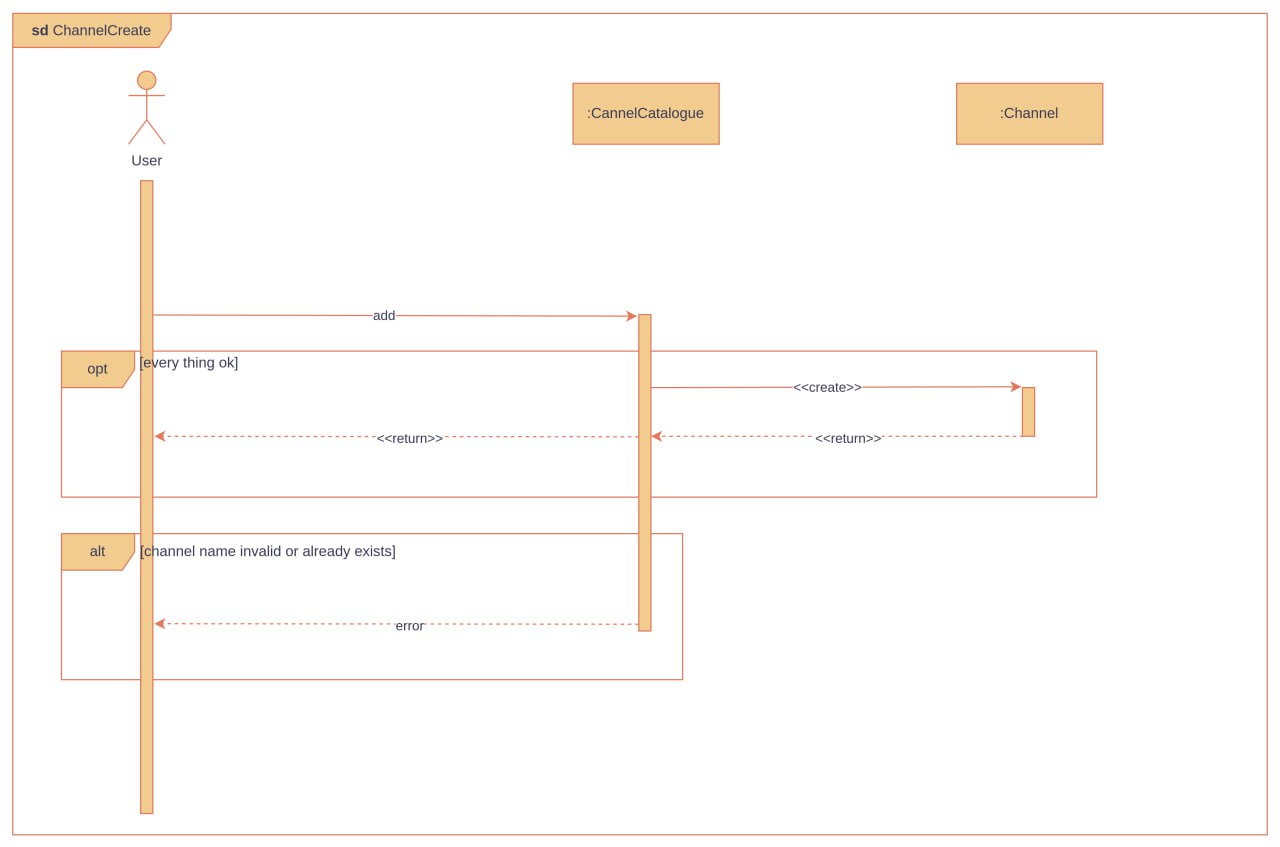 sd ChannelCreate
User
:CannelCatalogue
:Channel
add
opt
[every thing ok]
<<create>>
<<return>>
<<return>>
alt
[channel name invalid or already exists]
error